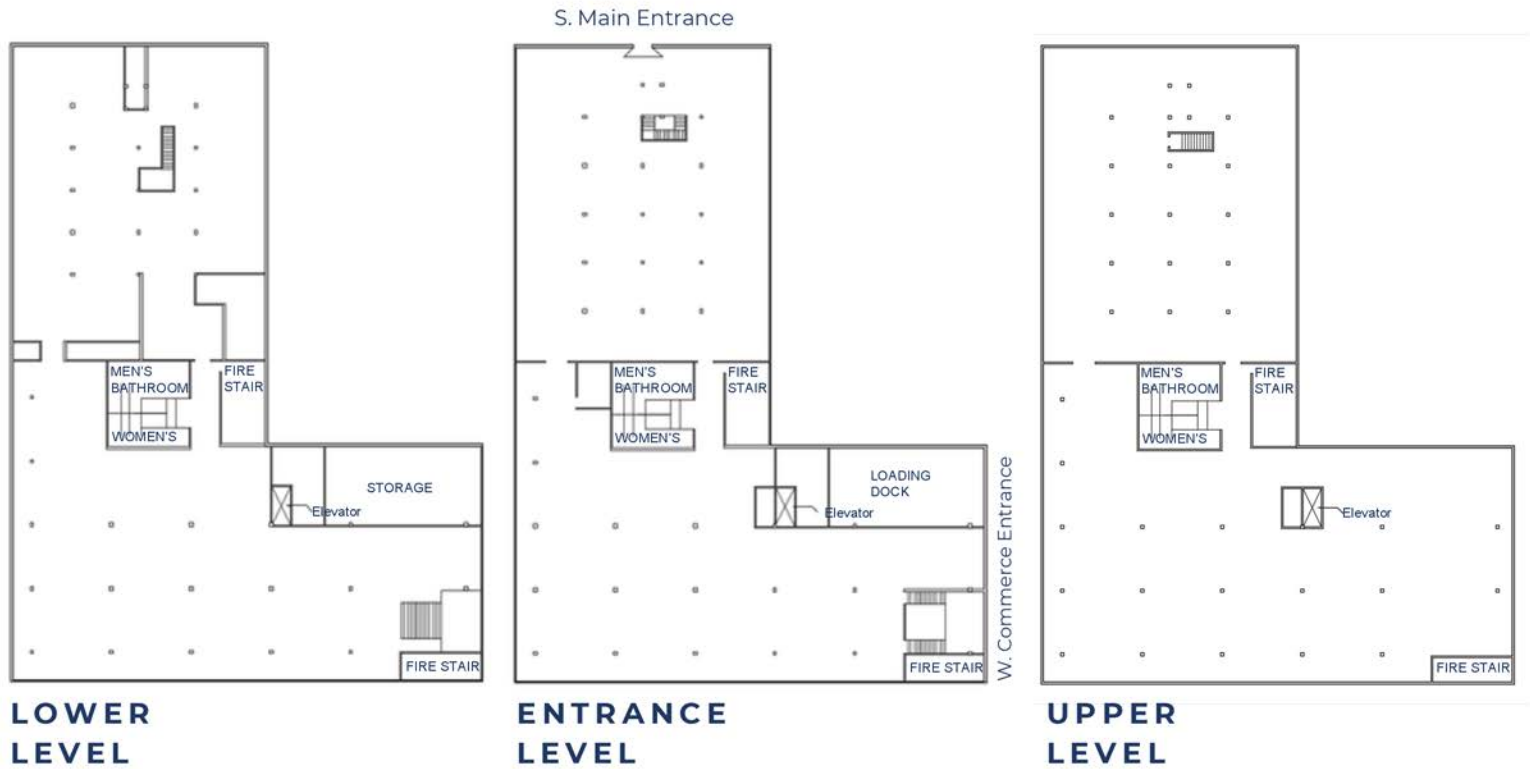 S. Main Entrance
MEN'S
BATHROOM
WOMEN'S
FIRE
STAIR
STORAGE
Elevator
FIRE STAIR
LOWER
LEVEL
MEN'S
BATHROOM
WOMEN'S
FIRE
STAIR
LOADING
DOCK
Elevator
FIRE STAIR
W. Commerce Entrance
ENTRANCE
LEVEL
MEN'S
BATHROOM
WOMEN'S
FIRE
STAIR
Elevator
FIRE STAIR
UPPER
LEVEL